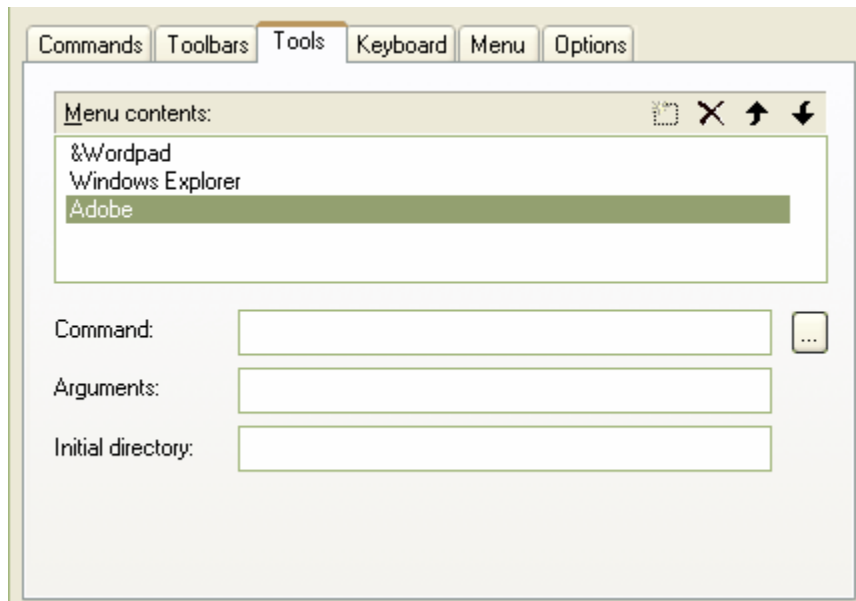 Commands Toolbars Tools Keyboard Menu Options
Menu contents:
&Wordpad
Windows Explorer
Adobe
Command: ...
Arguments:
Initial directory: